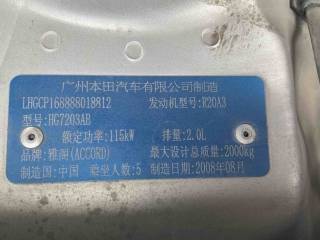 广州本田汽车有限公司制造
LHGCP168888018812 发动机型号:R20A3
型号:HG7203AB
额定功率:115kW 排量:2.0L
品牌:雅阁(ACCORD) 最大设计总质量:2000kg
制造国:中国 乘坐人数:5 制造日期:2008年08月